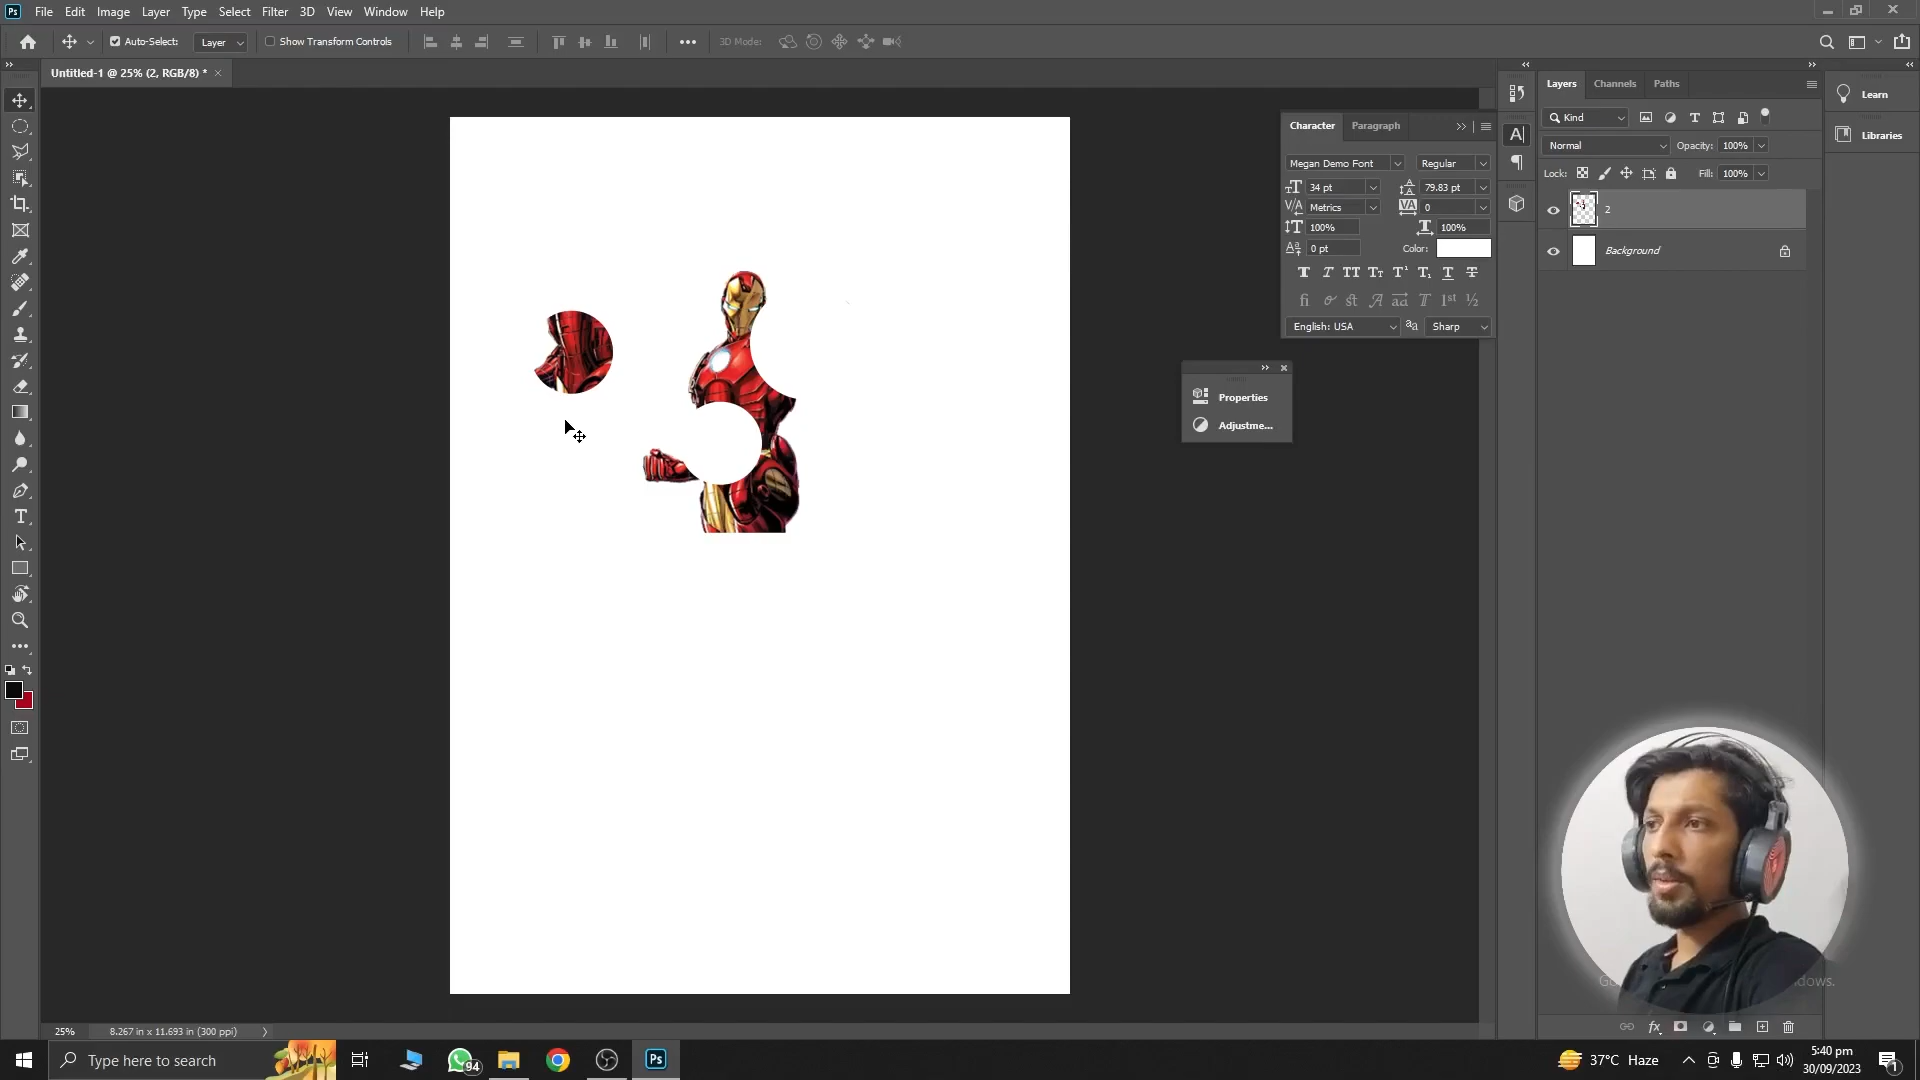 Ps File Edit Image Layer Type Select Filter 3D View Window Help
Auto-Select: Layer Show Transform Controls 3D Mode:
Untitled-1 @ 25% (2, RGB/8) *
Character Paragraph
Megan Demo Font Regular
34 pt 79.83 pt
Metrics 0
100% 100%
0 pt Color:
English: USA Sharp
Properties
Adjustme...
Layers Channels Paths
Kind
Normal Opacity: 100%
Lock: Fill: 100%
2
Background
Learn
Libraries
25% 8.267 in x 11.693 in (300 ppi)
Type here to search
94
Ps
37°C Haze
5:40 pm
30/09/2023
1